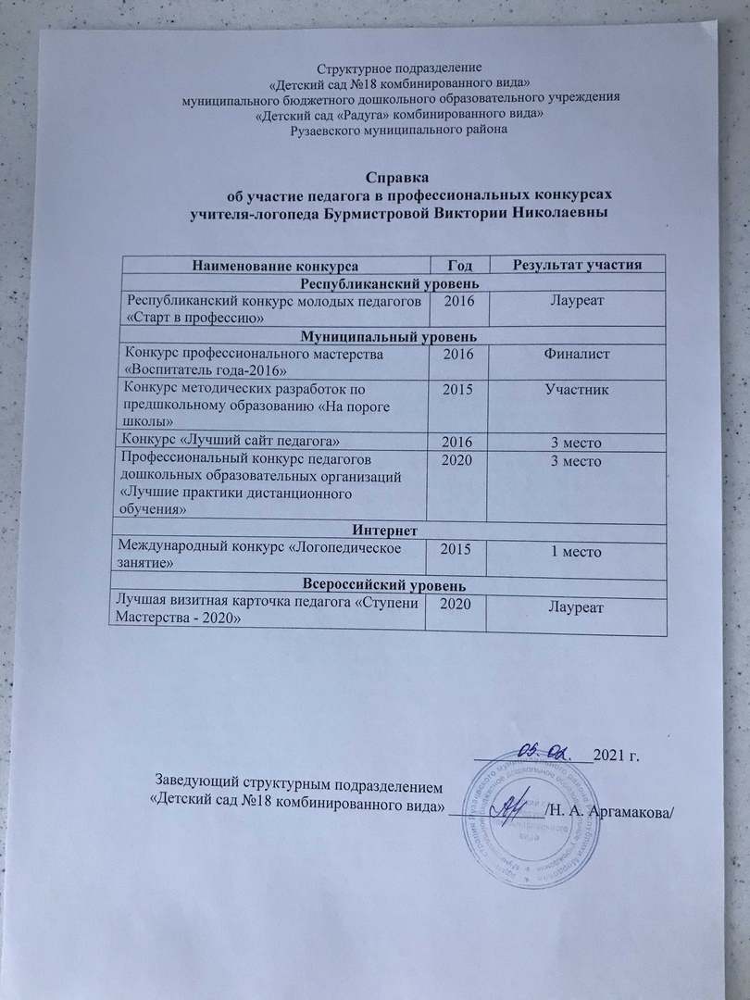 Структурное подразделение
«Детский сад №18 комбинированного вида»
муниципального бюджетного дошкольного образовательного учреждения
«Детский сад «Радуга» комбинированного вида»
Рузаевского муниципального района
Справка
об участие педагога в профессиональных конкурсах
учителя-логопеда Бурмистровой Виктории Николаевны
Наименование конкурса Год Результат участия
Республиканский уровень
Республиканский конкурс молодых педагогов 2016 Лауреат
«Старт в профессию»
Муниципальный уровень
Конкурс профессионального мастерства 2016 Финалист
«Воспитатель года-2016»
Конкурс методических разработок по 2015 Участник
предшкольному образованию «На пороге
школы»
Конкурс «Лучший сайт педагога» 2016 3 место
Профессиональный конкурс педагогов 2020 3 место
дошкольных образовательных организаций
«Лучшие практики дистанционного
обучения»
Интернет
Международный конкурс «Логопедическое 2015 1 место
занятие»
Всероссийский уровень
Лучшая визитная карточка педагога «Ступени 2020 Лауреат
Мастерства - 2020»
09.02. 2021 г.
Заведующий структурным подразделением
«Детский сад №18 комбинированного вида» /Н. А. Аргамакова/